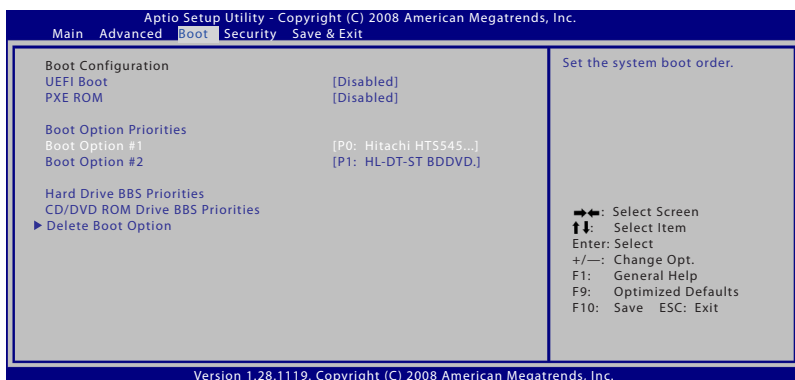 Aptio Setup Utility - Copyright (C) 2008 American Megatrends, Inc.
Main Advanced Boot Security Save & Exit
Boot Configuration
UEFI Boot [Disabled]
PXE ROM [Disabled]
Boot Option Priorities
Boot Option #1 [P0: Hitachi HTS545...]
Boot Option #2 [P1: HL-DT-ST BDDVD.]
Hard Drive BBS Priorities
CD/DVD ROM Drive BBS Priorities
▶ Delete Boot Option
Set the system boot order.
→←: Select Screen
↑↓: Select Item
Enter: Select
+/—: Change Opt.
F1: General Help
F9: Optimized Defaults
F10: Save ESC: Exit
Version 1.28.1119. Copyright (C) 2008 American Megatrends, Inc.